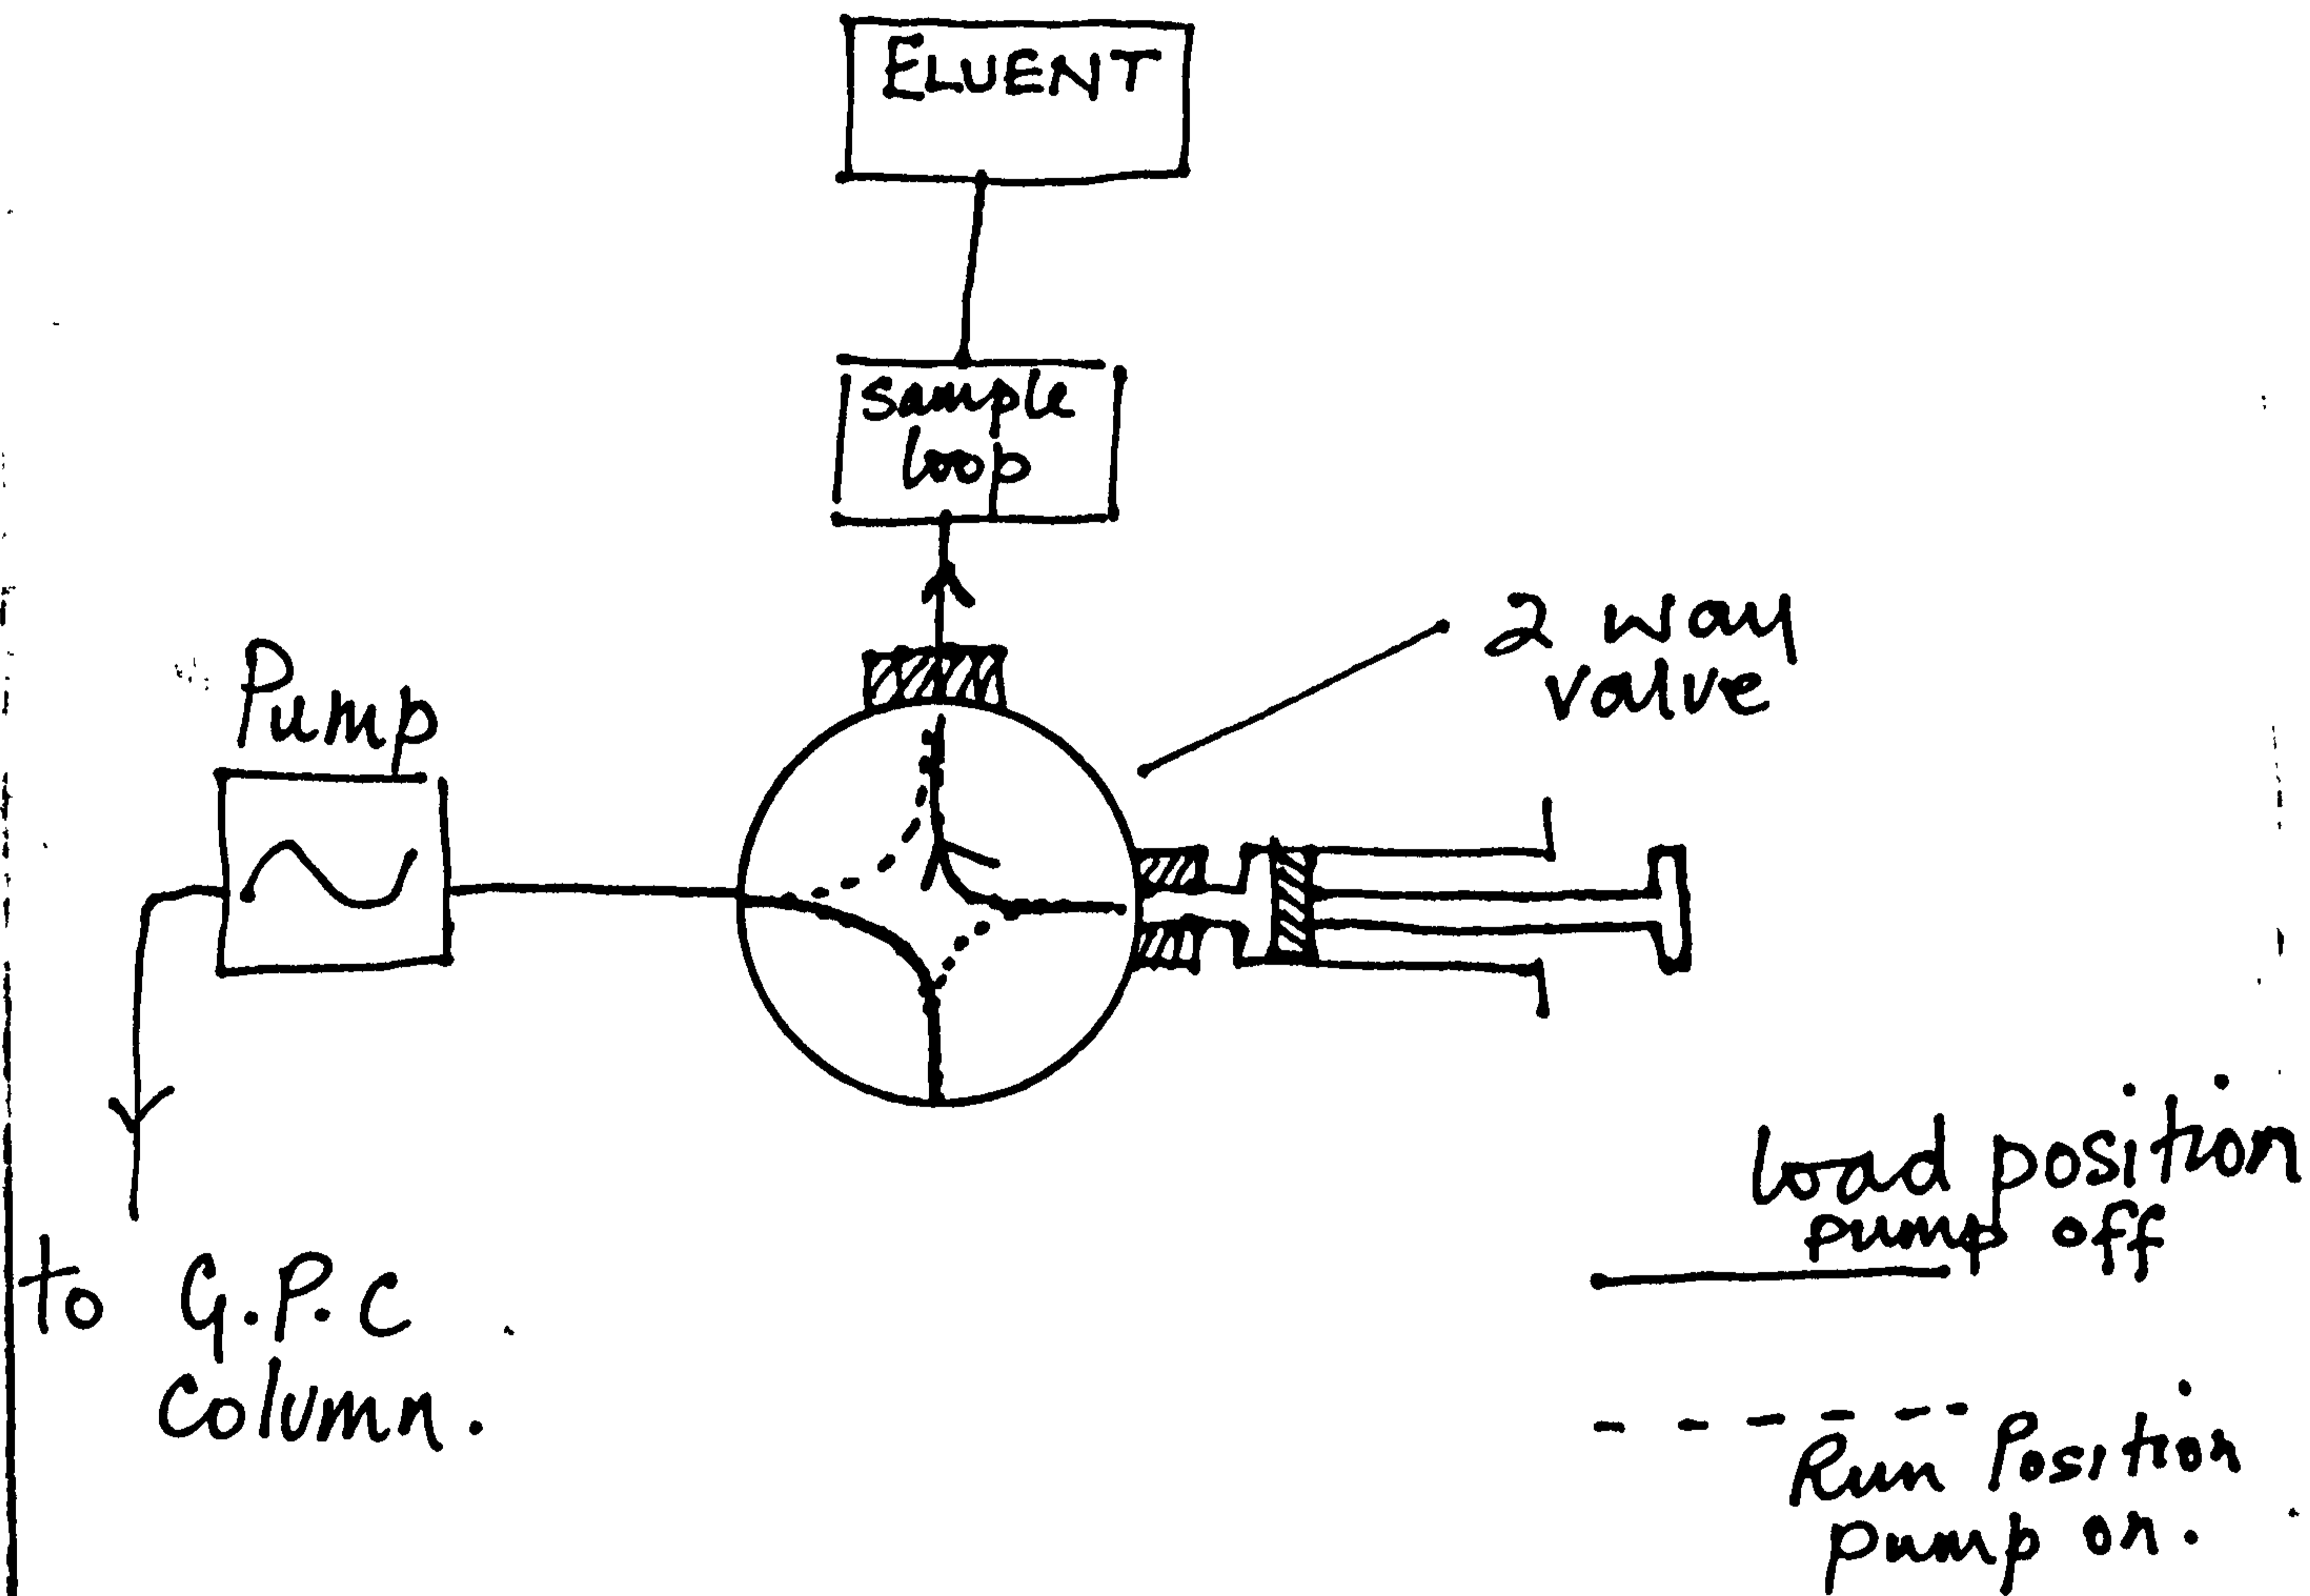 ELUENT
sample
loop
2 way
valve
Pump
load position
pump off
to G.P.C
Column.
Run Position
pump on.